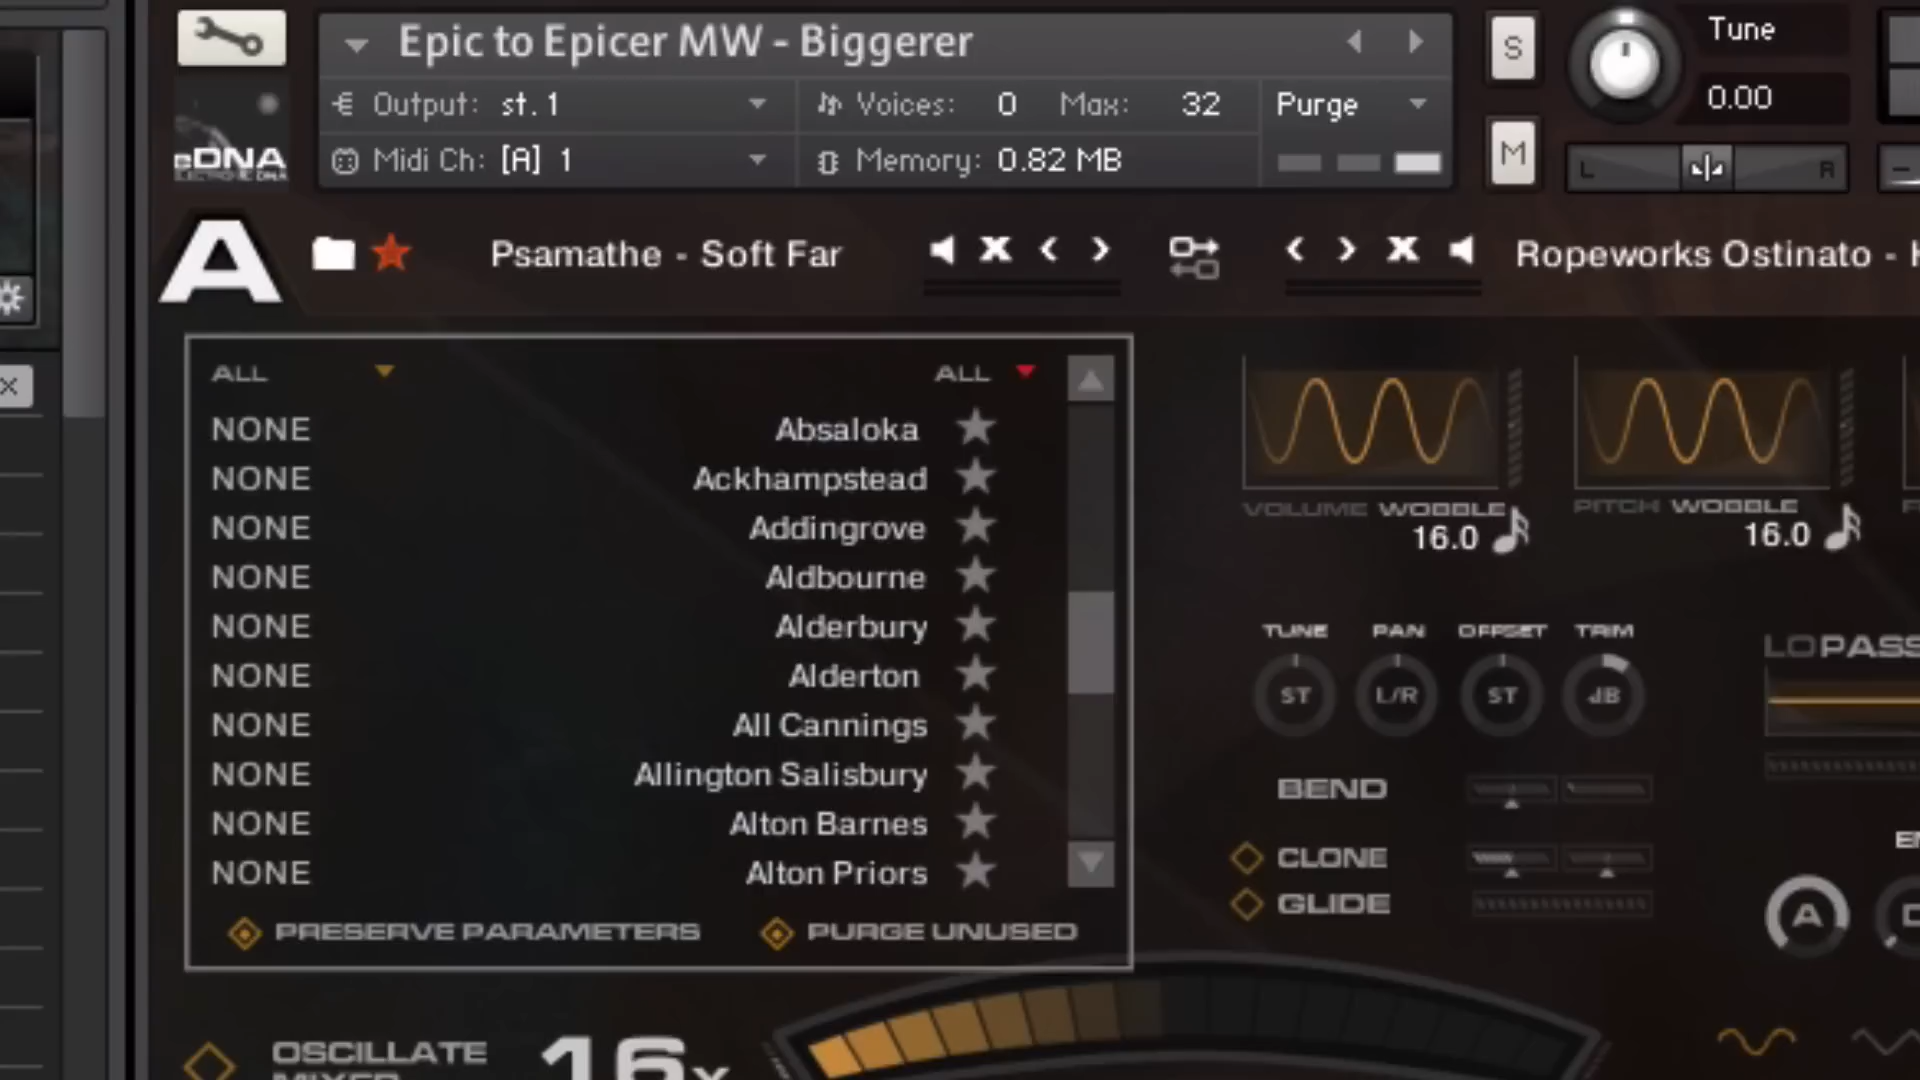 Epic to Epicer MW - Biggerer
S
Tune
0.00
Output: st.1
Voices: 0 Max: 32
Purge
eDNA
Midi Ch: [A] 1
Memory: 0.82 MB
M
L R
A
Psamathe - Soft Far
Ropeworks Ostinato -
ALL ALL
NONE Absaloka
NONE Ackhampstead
NONE Addingrove
NONE Aldbourne
NONE Alderbury
NONE Alderton
NONE All Cannings
NONE Allington Salisbury
NONE Alton Barnes
NONE Alton Priors
PRESERVE PARAMETERS PURGE UNUSED
VOLUME WOBBLE
16.0
PITCH WOBBLE
16.0
TUNE PAN OFFSET TRIM
ST L/R ST dB
LOPASS
BEND
CLONE
GLIDE
A
OSCILLATE
MIXER
16x